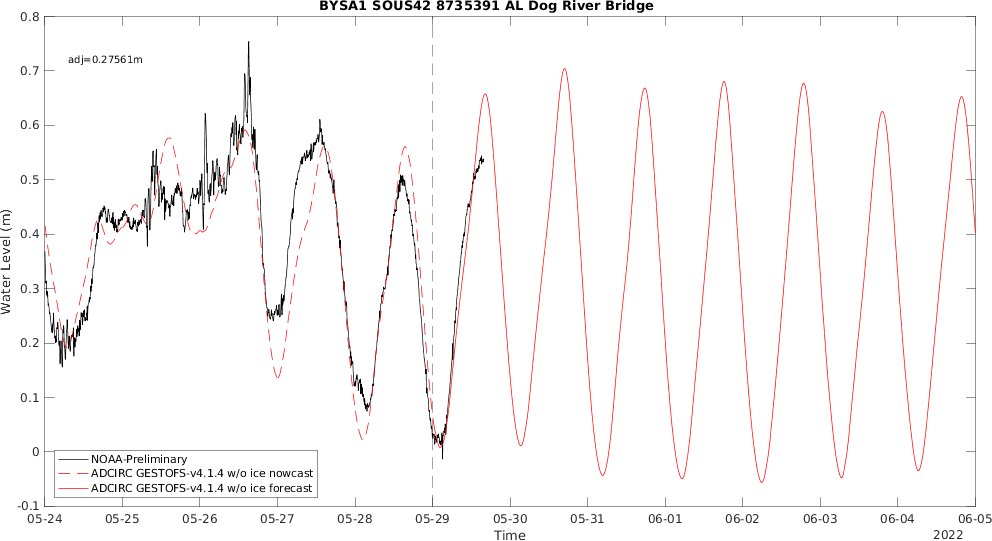 BYSA1 SOUS42 8735391 AL Dog River Bridge
adj=0.27561m
Water Level (m)
0.8
0.7
0.6
0.5
0.4
0.3
0.2
0.1
0
-0.1
NOAA-Preliminary
ADCIRC GESTOFS-v4.1.4 w/o ice nowcast
ADCIRC GESTOFS-v4.1.4 w/o ice forecast
05-24 05-25 05-26 05-27 05-28 05-29 05-30 05-31 06-01 06-02 06-03 06-04 06-05
Time
2022